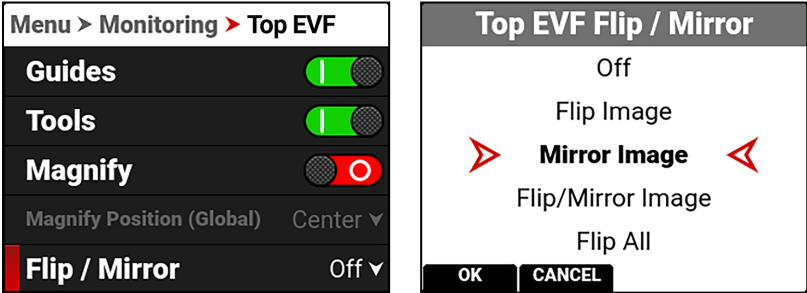 Menu > Monitoring > Top EVF
Guides
Tools
Magnify
Magnify Position (Global) Center
Flip / Mirror Off
Top EVF Flip / Mirror
Off
Flip Image
Mirror Image
Flip/Mirror Image
Flip All
OK CANCEL